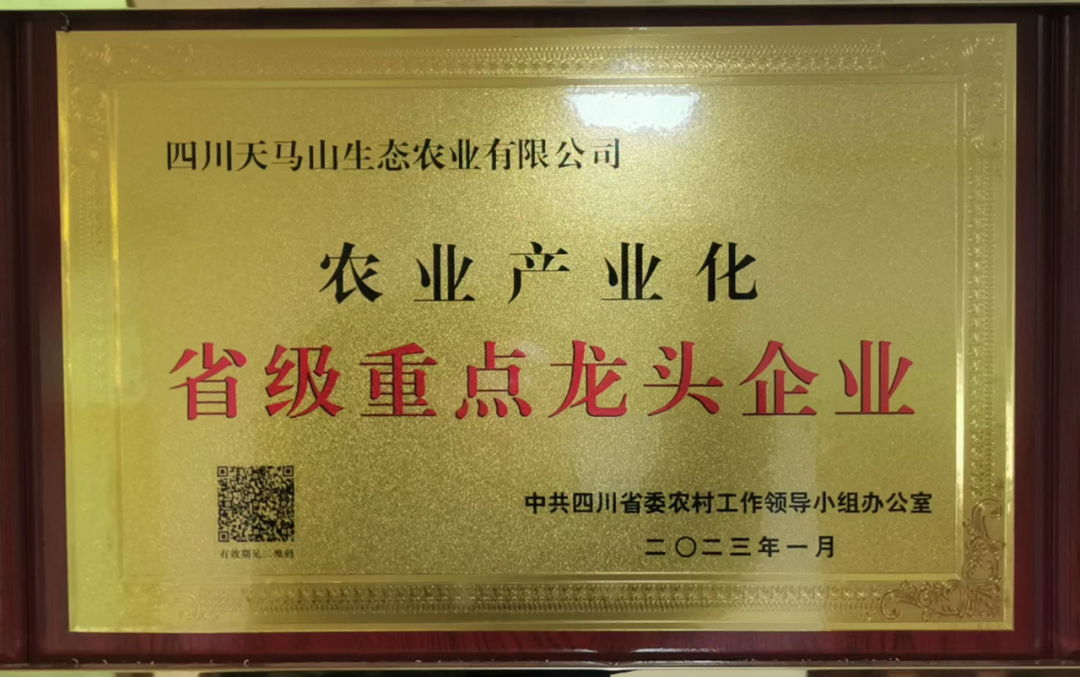 四川天马山生态农业有限公司
农业产业化
省级重点龙头企业
中共四川省委农村工作领导小组办公室
二〇二三年一月
有效期见二维码